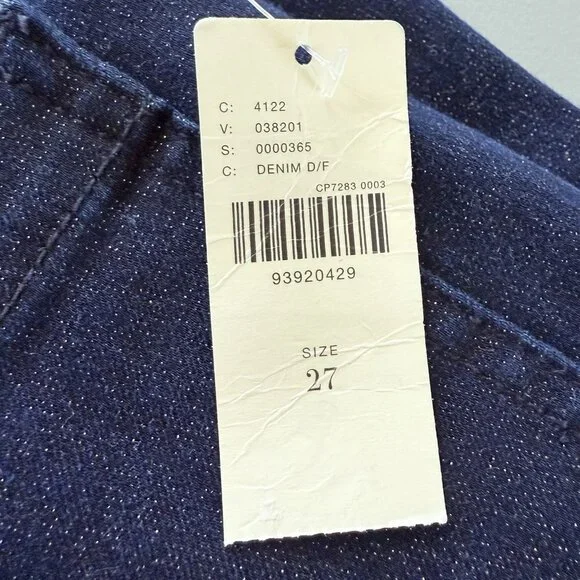 C: 4122
V: 038201
S: 0000365
C: DENIM D/F
CP7283 0003
93920429
SIZE
27